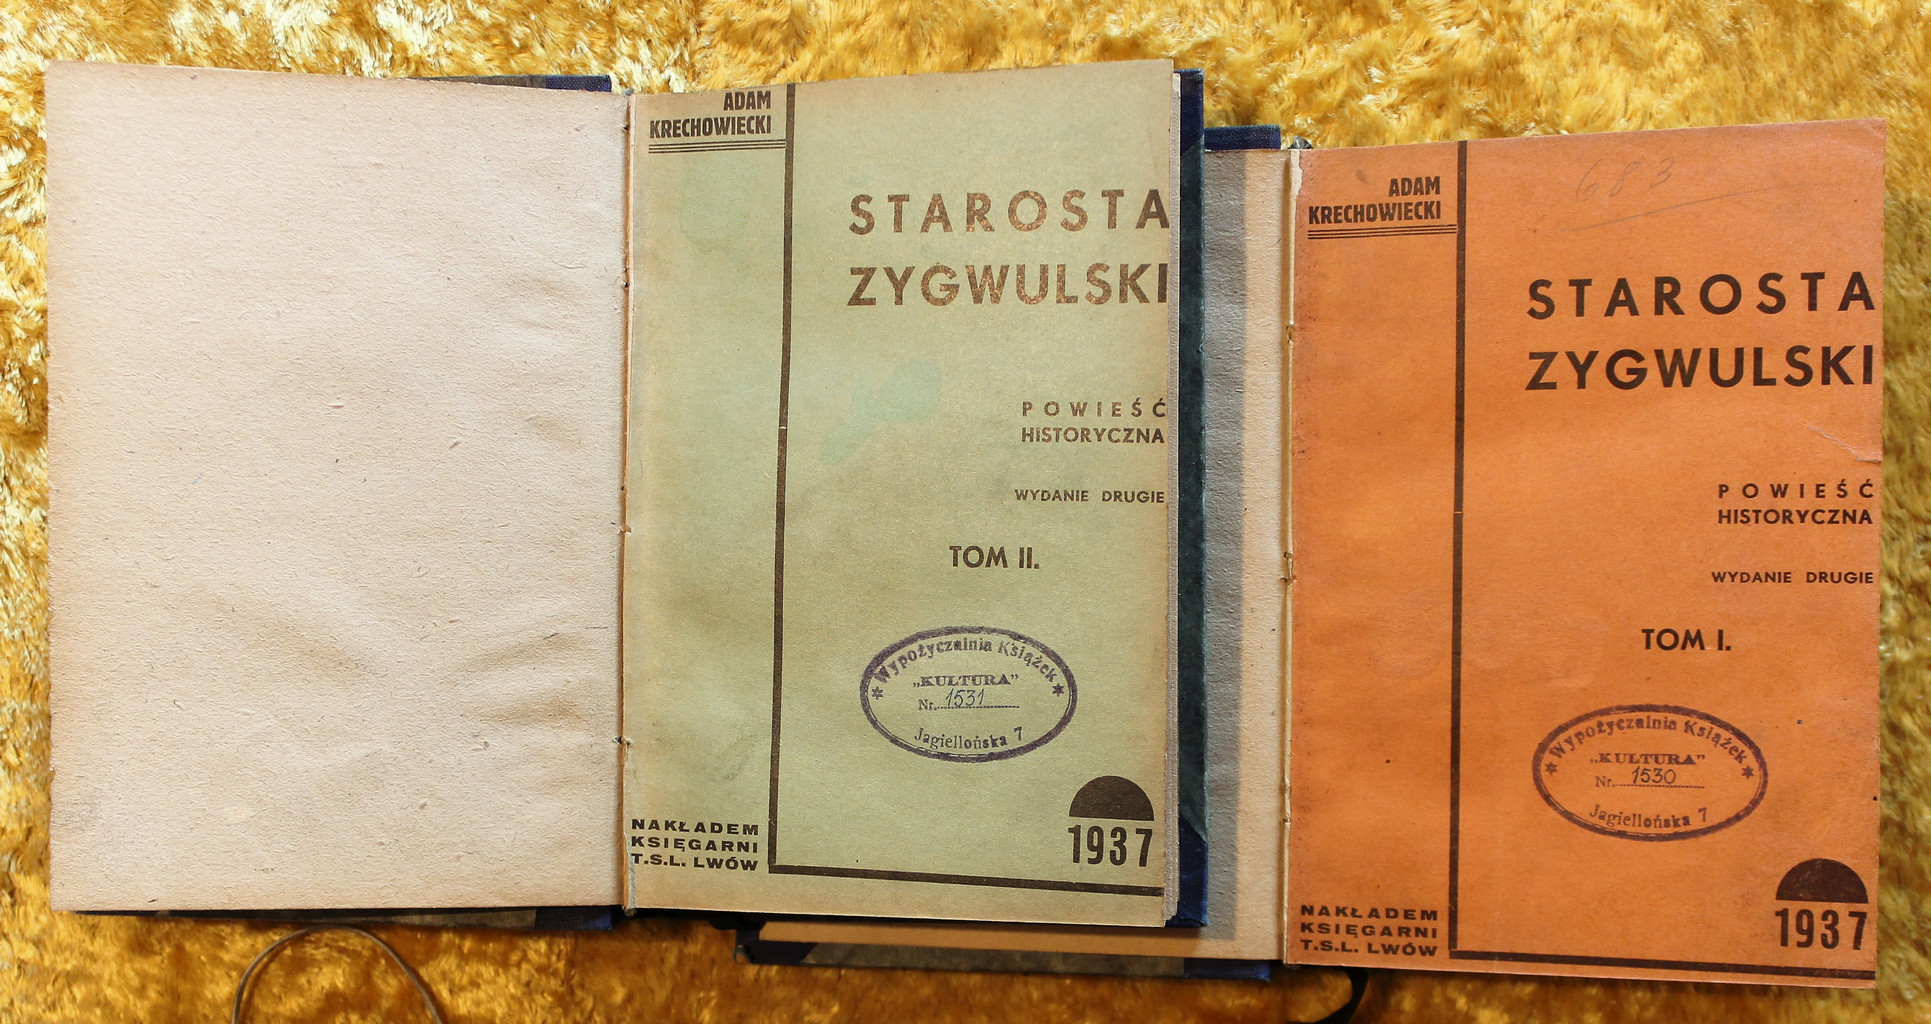 ADAM
KRECHOWIECKI
STAROSTA
ZYGWULSKI
POWIEŚĆ
HISTORYCZNA
WYDANIE DRUGIE
TOM II.
Wypożyczalnia Książek
„KULTURA”
Nr. 1531
Jagiellońska 7
1937
NAKŁADEM
KSIĘGARNI
T.S.L. LWÓW
683
ADAM
KRECHOWIECKI
STAROSTA
ZYGWULSKI
POWIEŚĆ
HISTORYCZNA
WYDANIE DRUGIE
TOM I.
Wypożyczalnia Książek
„KULTURA”
Nr. 1530
Jagiellońska 7
1937
NAKŁADEM
KSIĘGARNI
T.S.L. LWÓW